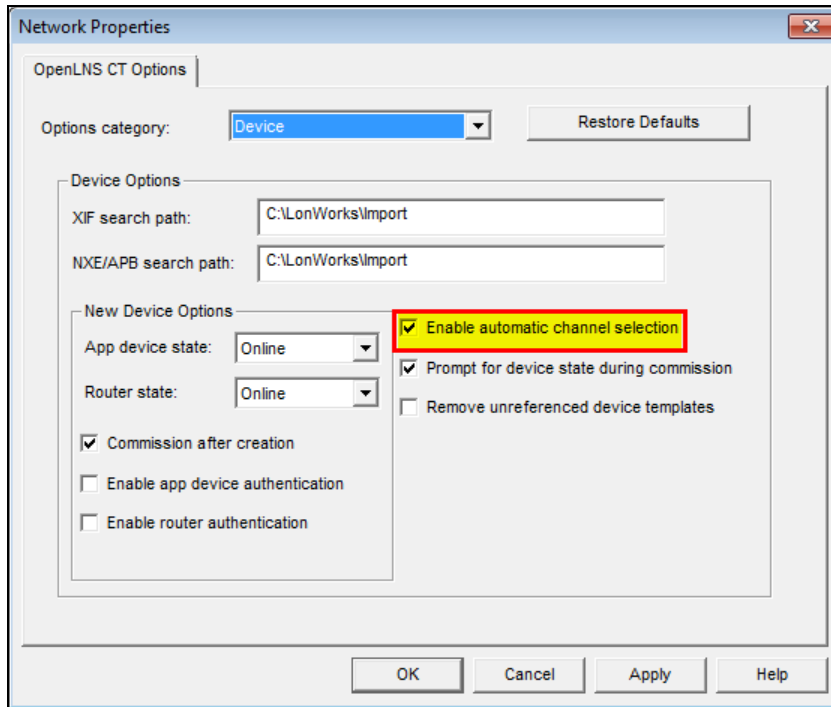 Network Properties
OpenLNS CT Options
Options category:
Device
Restore Defaults
Device Options
XIF search path:
C:\LonWorks\Import
NXE/APB search path:
C:\LonWorks\Import
New Device Options
App device state:
Online
Router state:
Online
Commission after creation
Enable app device authentication
Enable router authentication
Enable automatic channel selection
Prompt for device state during commission
Remove unreferenced device templates
OK
Cancel
Apply
Help